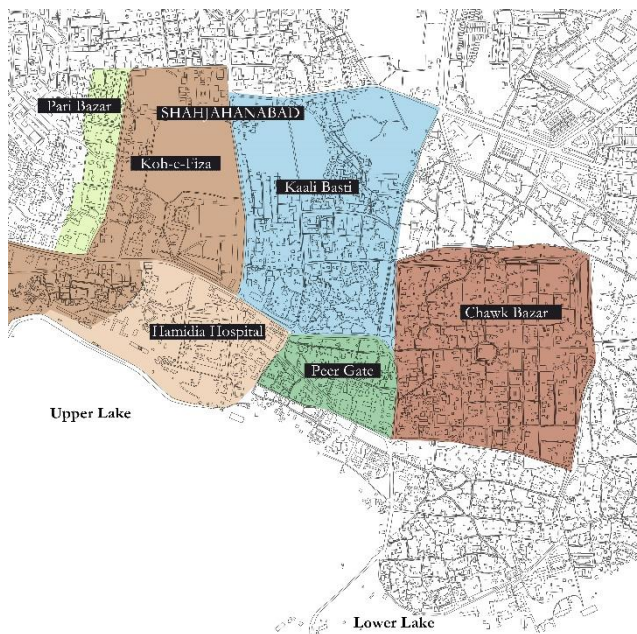 Pari Bazar
SHAHJAHANABAD
Koh-e-Fiza
Kaali Basti
Hamidia Hospital
Chawk Bazar
Peer Gate
Upper Lake
Lower Lake